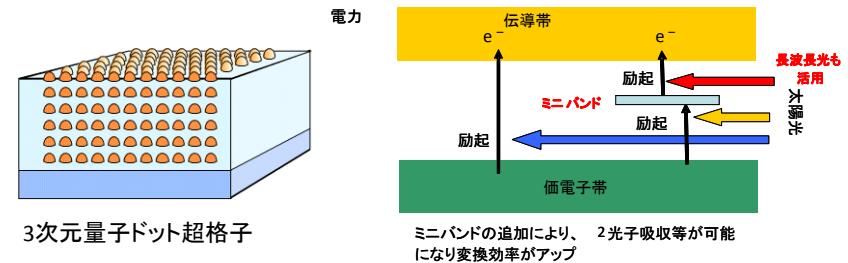 電力
伝導帯
e－
e－
長波長光も
活用
励起
ミニバンド
太陽光
励起
励起
価電子帯
3次元量子ドット超格子
ミニバンドの追加により、 2光子吸収等が可能
になり変換効率がアップ